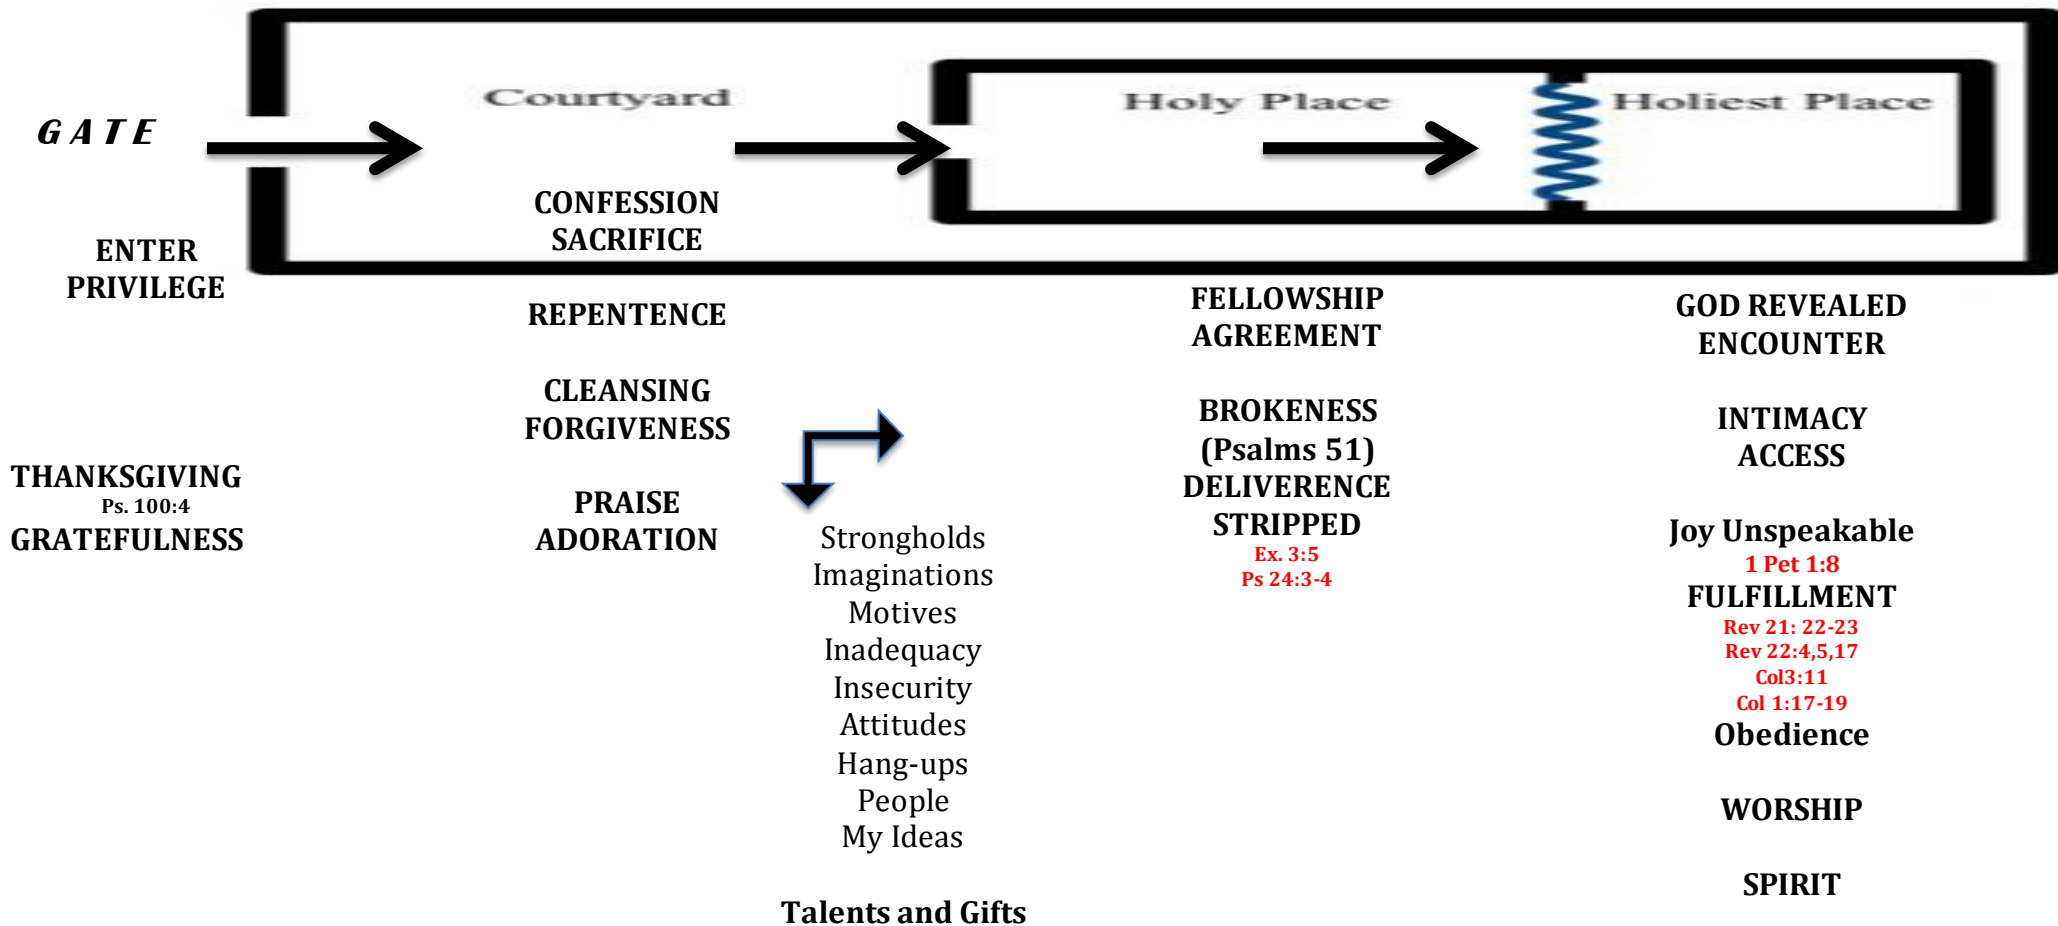 GATE
ENTER
PRIVILEGE
THANKSGIVING
Ps. 100:4
GRATEFULNESS
Courtyard
CONFESSION
SACRIFICE
REPENTENCE
CLEANSING
FORGIVENESS
PRAISE
ADORATION
Strongholds
Imaginations
Motives
Inadequacy
Insecurity
Attitudes
Hang-ups
People
My Ideas
Talents and Gifts
Holy Place
FELLOWSHIP
AGREEMENT
BROKENESS
(Psalms 51)
DELIVERENCE
STRIPPED
Ex. 3:5
Ps 24:3-4
Holiest Place
GOD REVEALED
ENCOUNTER
INTIMACY
ACCESS
Joy Unspeakable
1 Pet 1:8
FULFILLMENT
Rev 21: 22-23
Rev 22:4,5,17
Col3:11
Col 1:17-19
Obedience
WORSHIP
SPIRIT